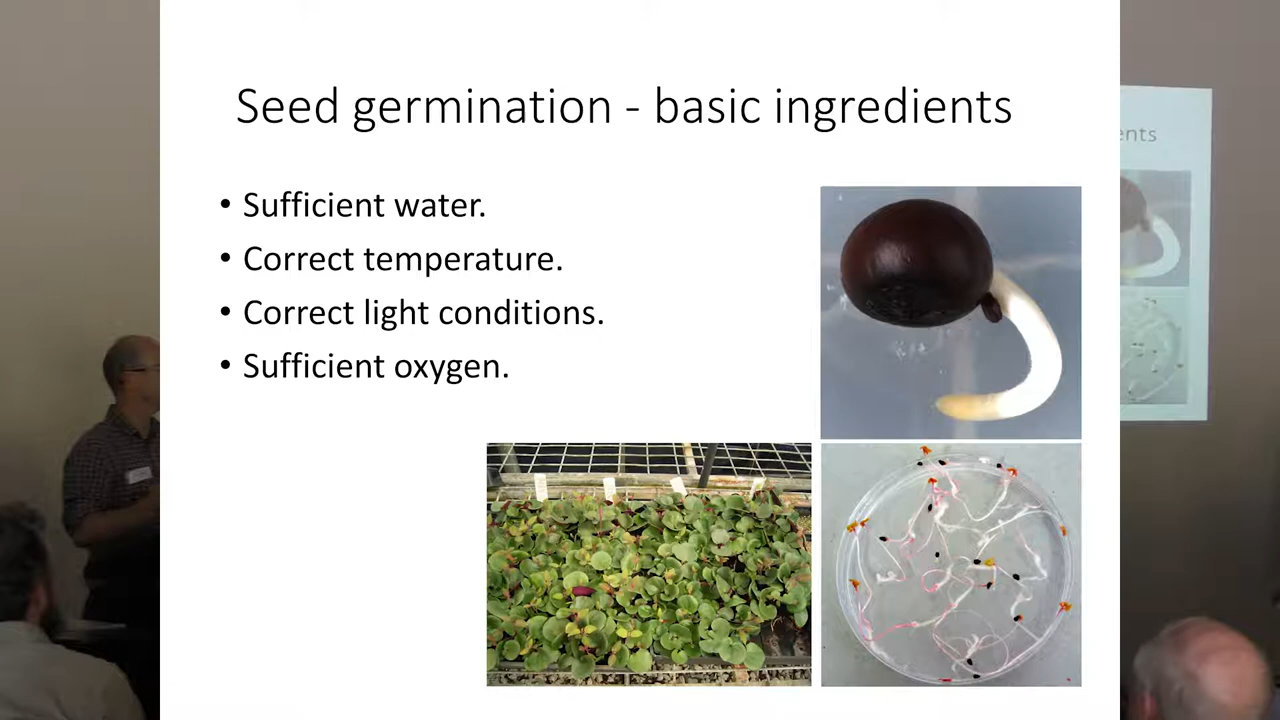 Seed germination - basic ingredients
• Sufficient water.
• Correct temperature.
• Correct light conditions.
• Sufficient oxygen.
ents